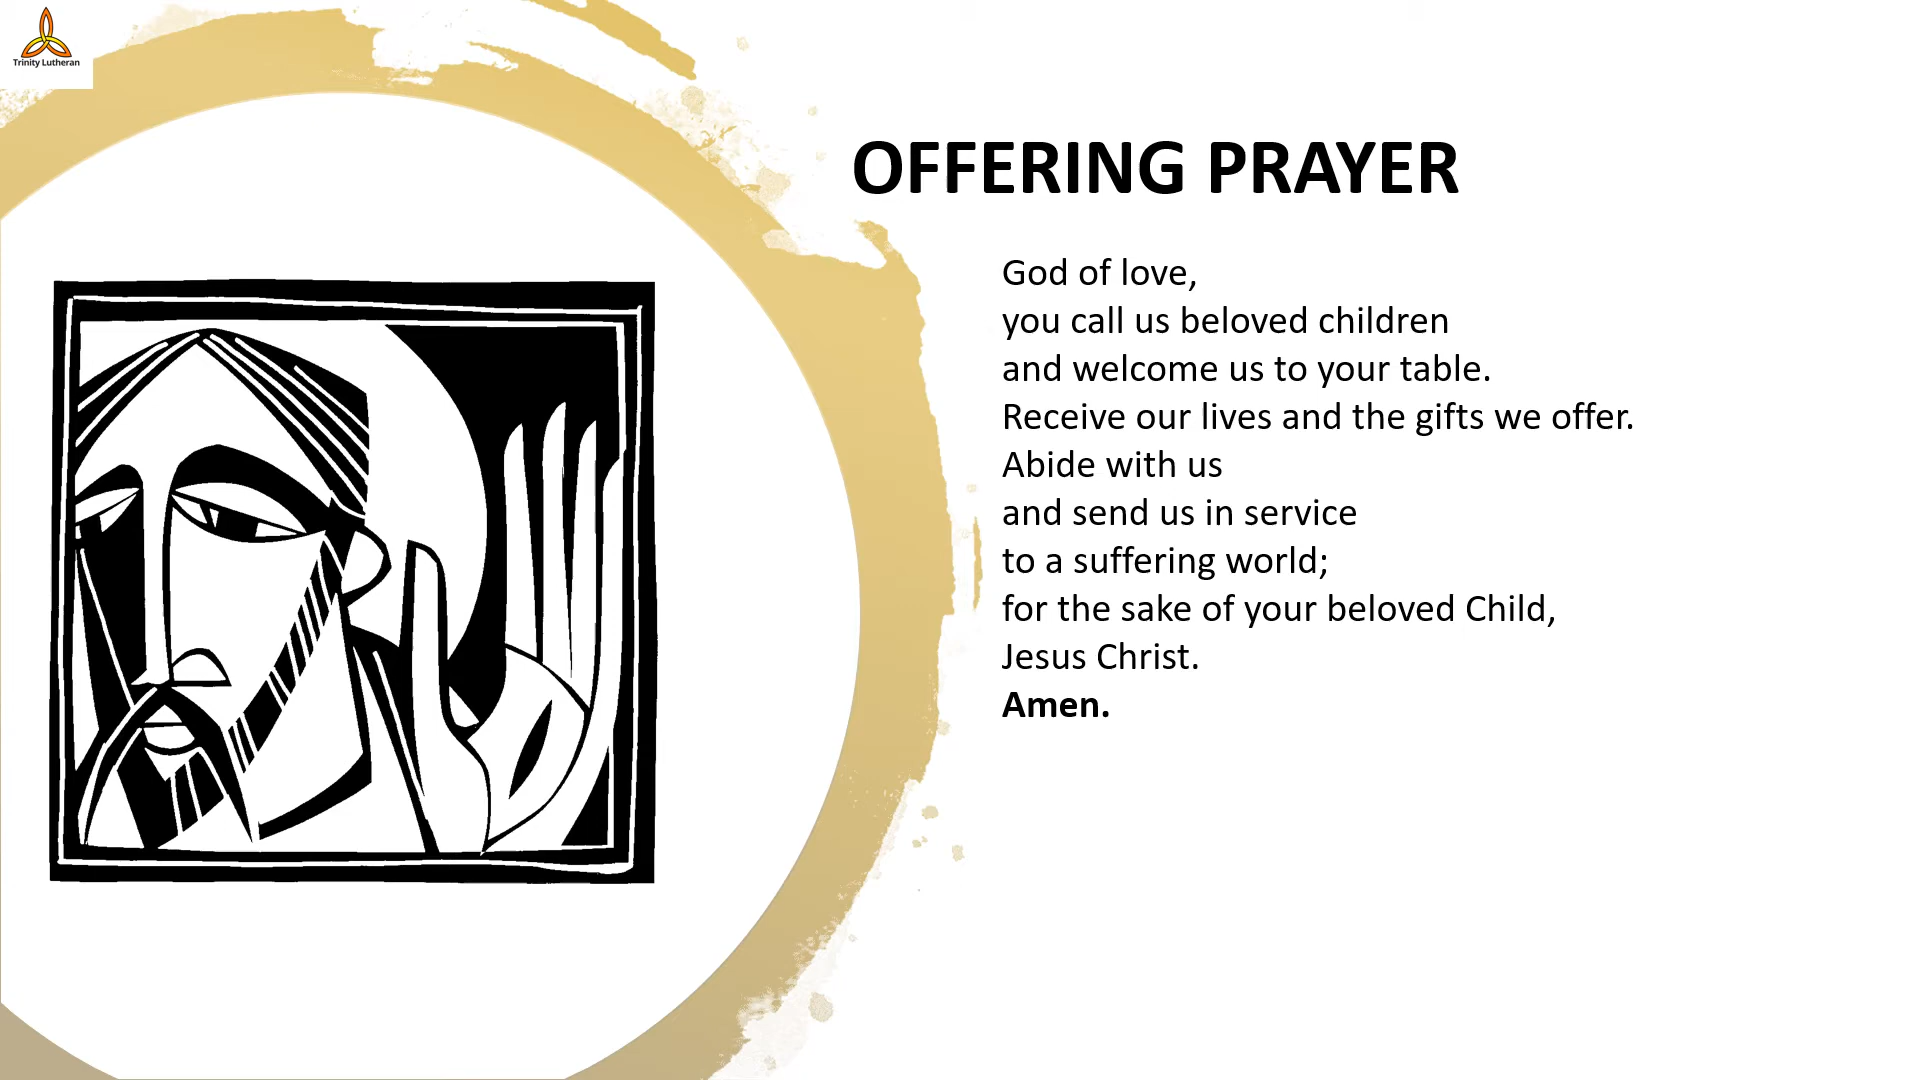 Trinity Lutheran
OFFERING PRAYER
God of love,
you call us beloved children
and welcome us to your table.
Receive our lives and the gifts we offer.
Abide with us
and send us in service
to a suffering world;
for the sake of your beloved Child,
Jesus Christ.
Amen.